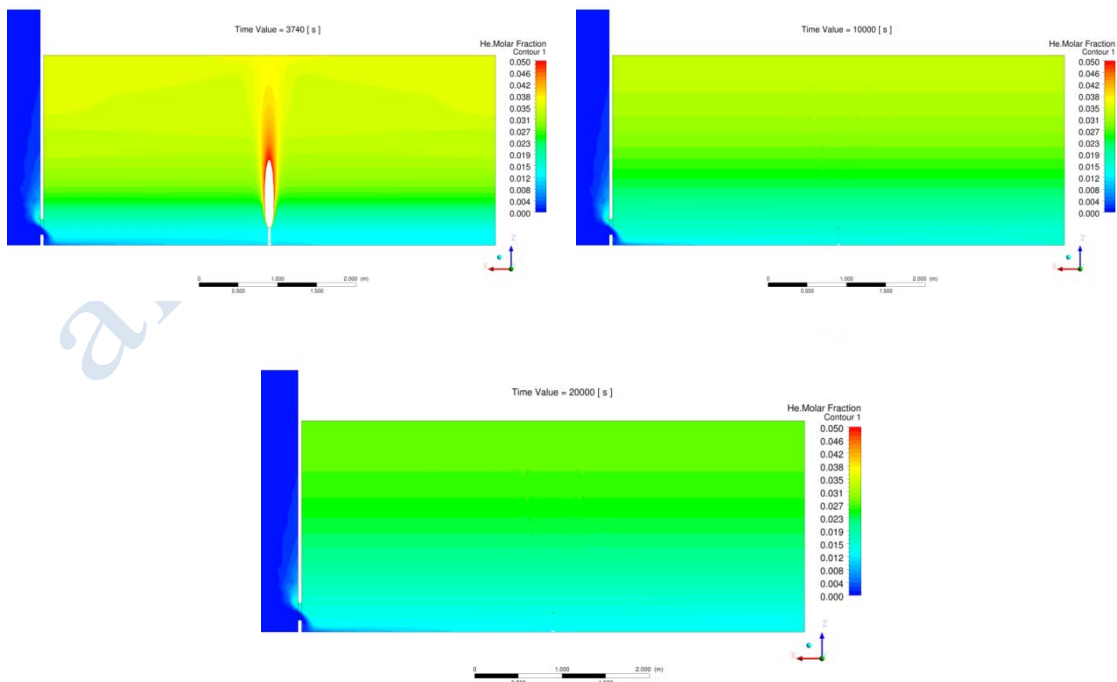 Time Value = 3740 [ s ]
He.Molar Fraction
Contour 1
0.050
0.046
0.042
0.038
0.035
0.031
0.027
0.023
0.019
0.015
0.012
0.008
0.004
0.000
0 1.000 2.000 (m)
0.500 1.500
Z
X
Time Value = 10000 [ s ]
He.Molar Fraction
Contour 1
0.050
0.046
0.042
0.038
0.035
0.031
0.027
0.023
0.019
0.015
0.012
0.008
0.004
0.000
0 1.000 2.000 (m)
0.500 1.500
Z
X
a
Time Value = 20000 [ s ]
He.Molar Fraction
Contour 1
0.050
0.046
0.042
0.038
0.035
0.031
0.027
0.023
0.019
0.015
0.012
0.008
0.004
0.000
Z
X
0 1.000 2.000 (m)